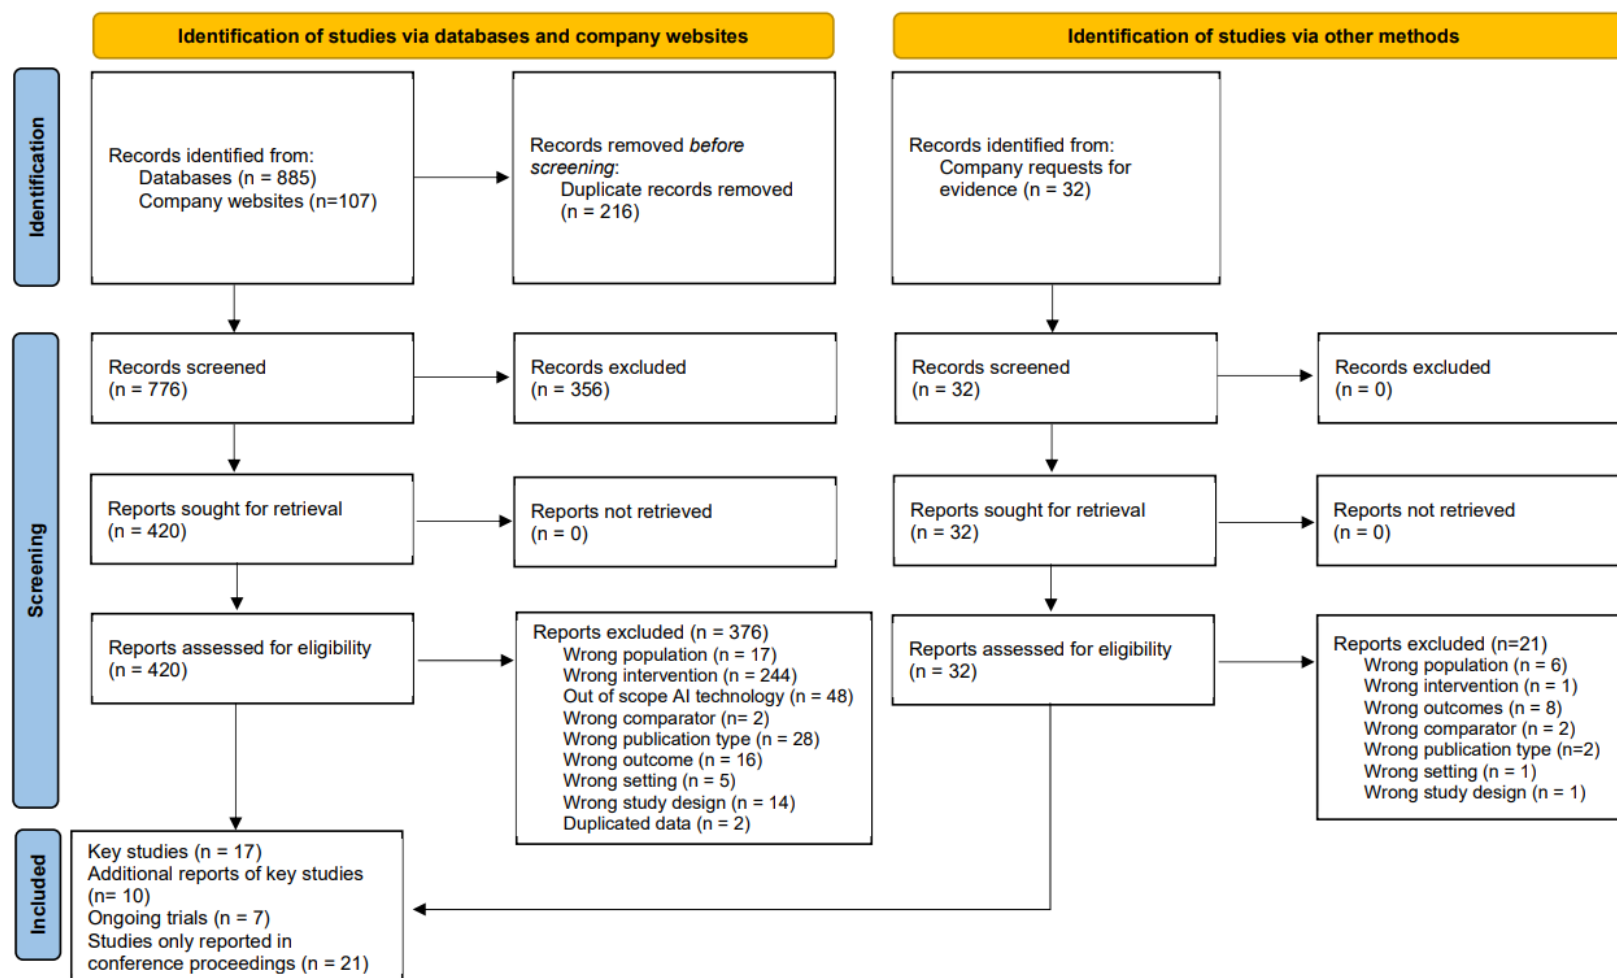 Identification of studies via databases and company websites
Identification of studies via other methods
Identification
Records identified from:
Databases (n = 885)
Company websites (n=107)
Records removed before
screening:
Duplicate records removed
(n = 216)
Records identified from:
Company requests for
evidence (n = 32)
Screening
Records screened
(n = 776)
Records excluded
(n = 356)
Records screened
(n = 32)
Records excluded
(n = 0)
Reports sought for retrieval
(n = 420)
Reports not retrieved
(n = 0)
Reports sought for retrieval
(n = 32)
Reports not retrieved
(n = 0)
Reports assessed for eligibility
(n = 420)
Reports excluded (n = 376)
Wrong population (n = 17)
Wrong intervention (n = 244)
Out of scope AI technology (n = 48)
Wrong comparator (n= 2)
Wrong publication type (n = 28)
Wrong outcome (n = 16)
Wrong setting (n = 5)
Wrong study design (n = 14)
Duplicated data (n = 2)
Reports assessed for eligibility
(n = 32)
Reports excluded (n=21)
Wrong population (n = 6)
Wrong intervention (n = 1)
Wrong outcomes (n = 8)
Wrong comparator (n = 2)
Wrong publication type (n=2)
Wrong setting (n = 1)
Wrong study design (n = 1)
Included
Key studies (n = 17)
Additional reports of key studies
(n= 10)
Ongoing trials (n = 7)
Studies only reported in
conference proceedings (n = 21)